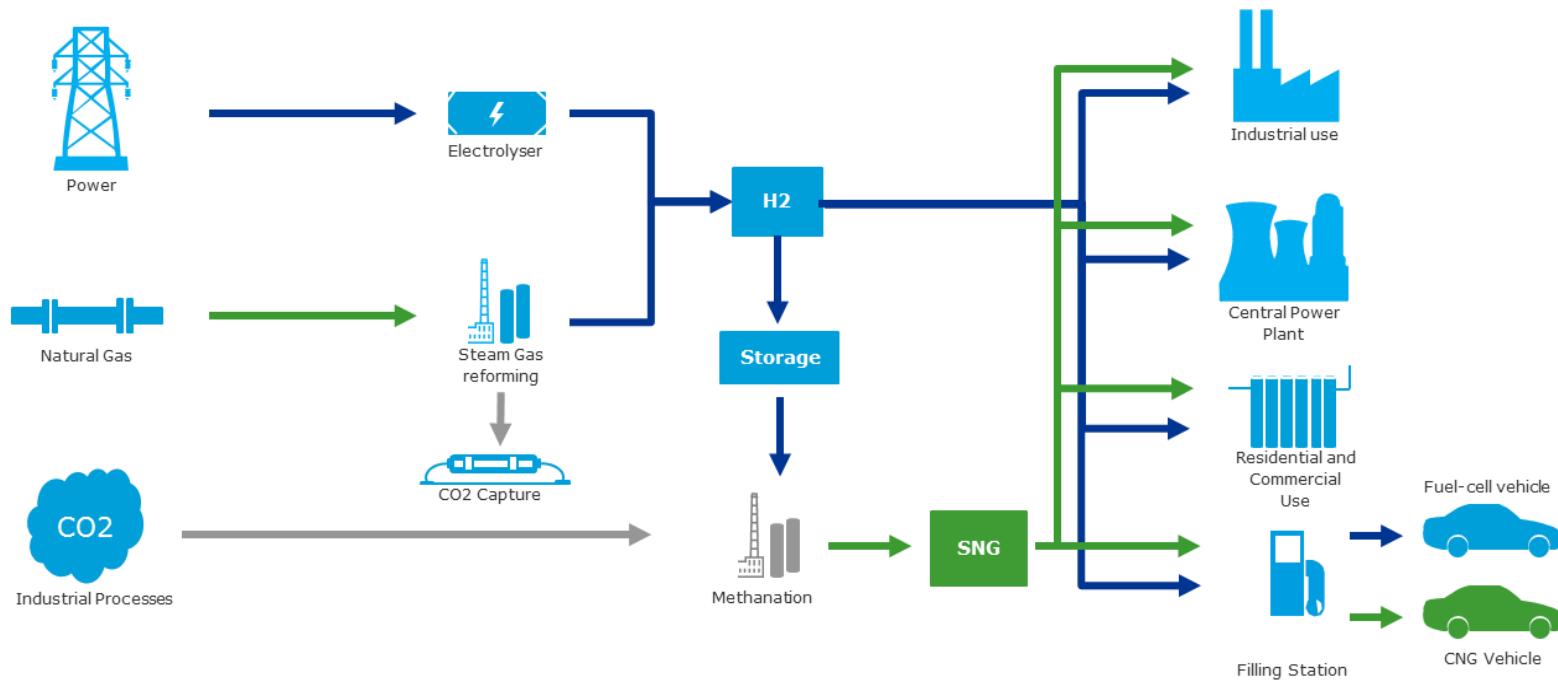 Power
Electrolyser
H2
Industrial use
Natural Gas
Steam Gas
reforming
Storage
Central Power
Plant
CO2 Capture
Residential and
Commercial
Use
Fuel-cell vehicle
CO2
Industrial Processes
Methanation
SNG
Filling Station
CNG Vehicle